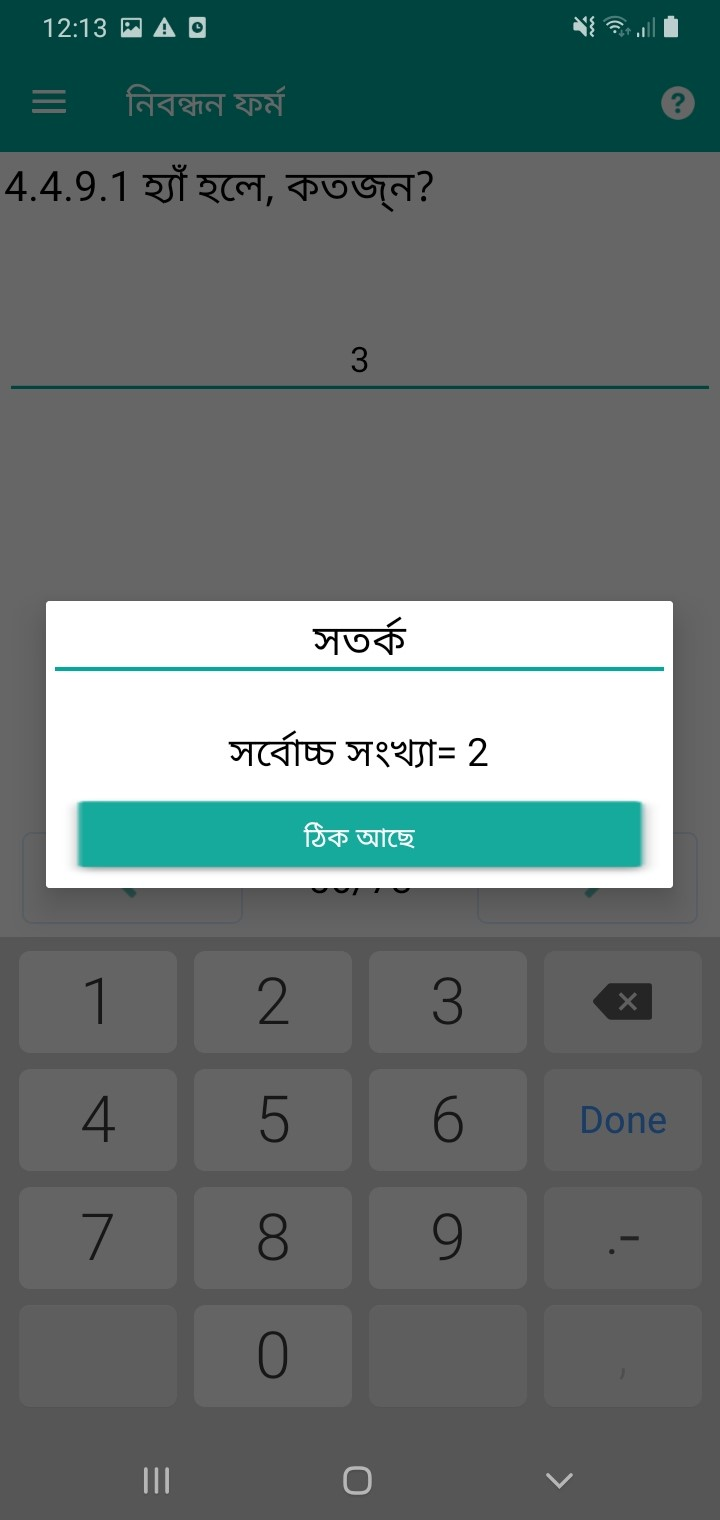 12:13
নিবন্ধন ফর্ম
4.4.9.1 হ্যাঁ হলে, কতজ্ন?
3
সতর্ক
সর্বোচ্চ সংখ্যা= 2
ঠিক আছে
1 2 3
4 5 6 Done
7 8 9 .-
0 ,